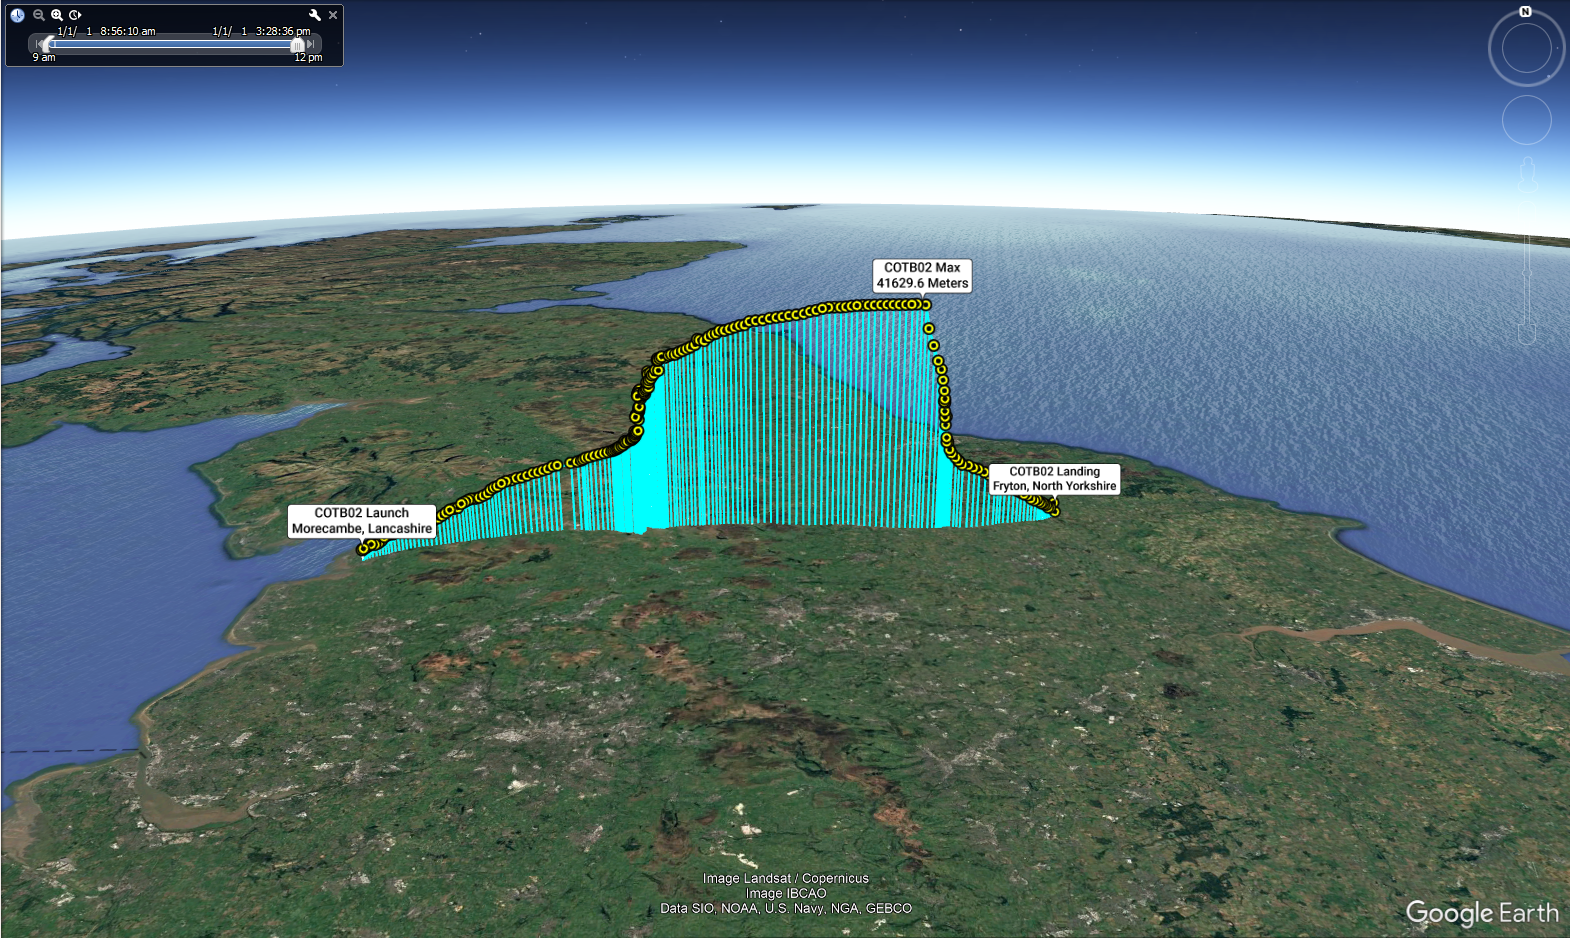 1/1/ 1 8:56:10 am
1/1/ 1 3:28:36 pm
9 am
12 pm
N
COTB02 Max
41629.6 Meters
COTB02 Landing
Fryton, North Yorkshire
COTB02 Launch
Morecambe, Lancashire
Image Landsat / Copernicus
Image IBCAO
Data SIO, NOAA, U.S. Navy, NGA, GEBCO
Google Earth